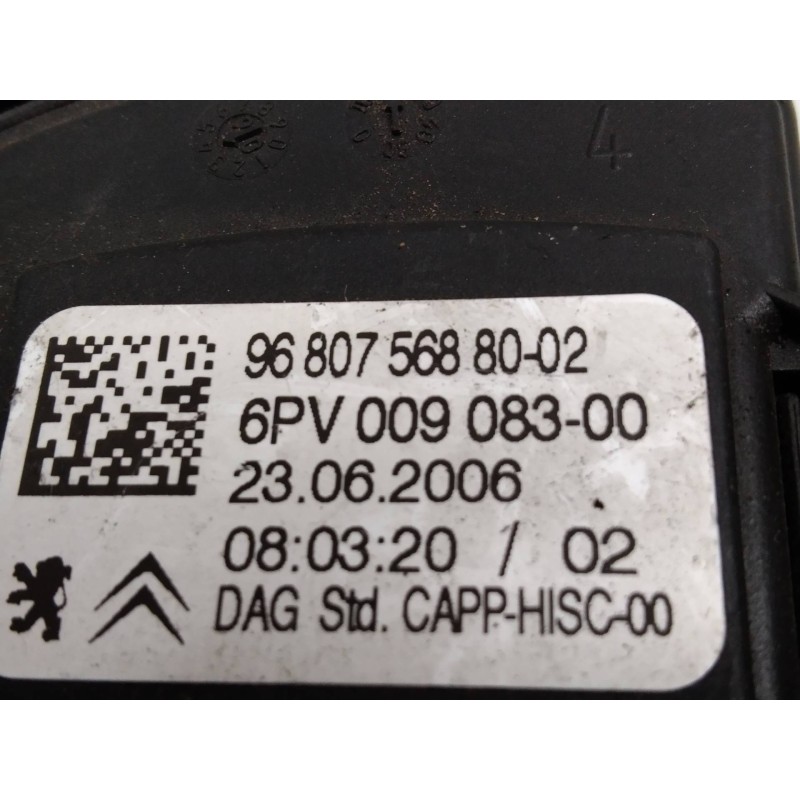 4
96 807 568 80-02
6PV 009 083-00
23.06.2006
08:03:20 / 02
DAG Std. CAPP-HISC-00